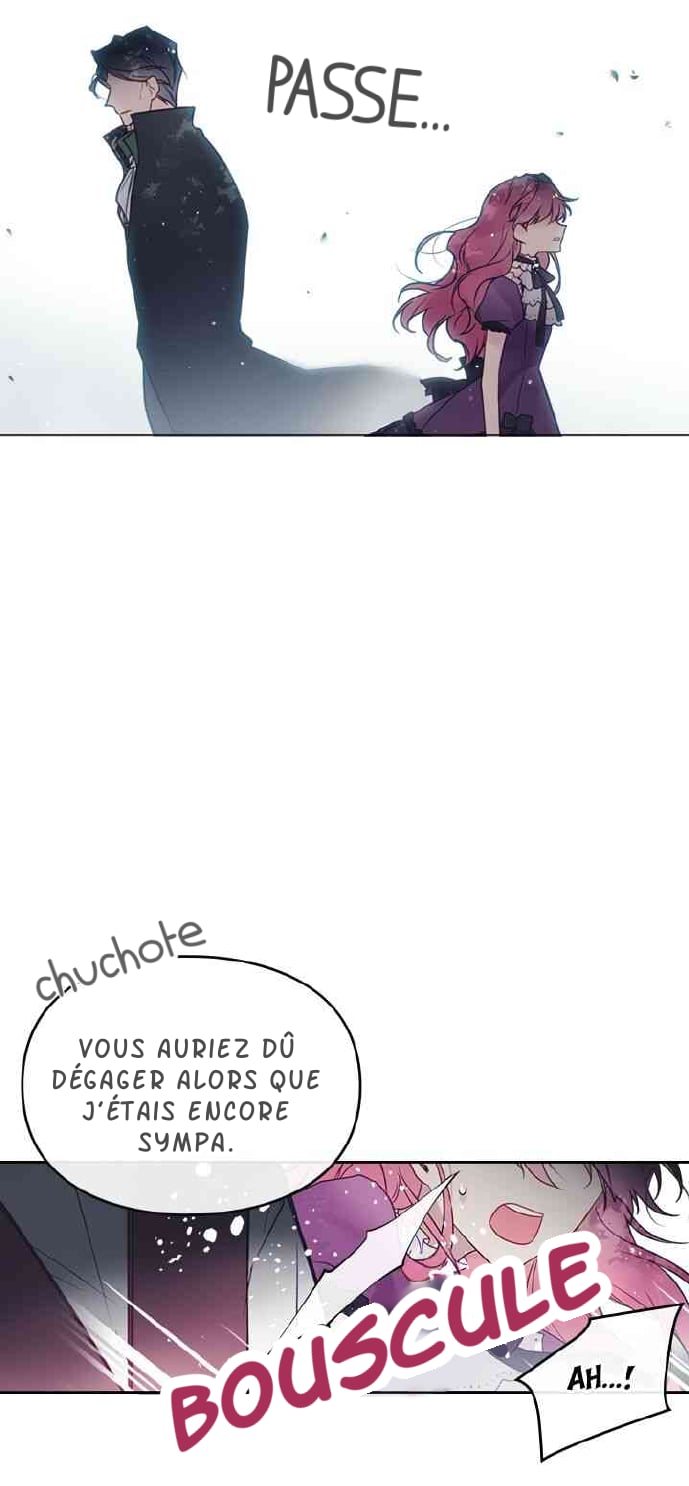 PASSE...
chuchote
VOUS AURIEZ DÛ
DÉGAGER ALORS QUE
J'ÉTAIS ENCORE
SYMPA.
BOUSCULE
AH...!